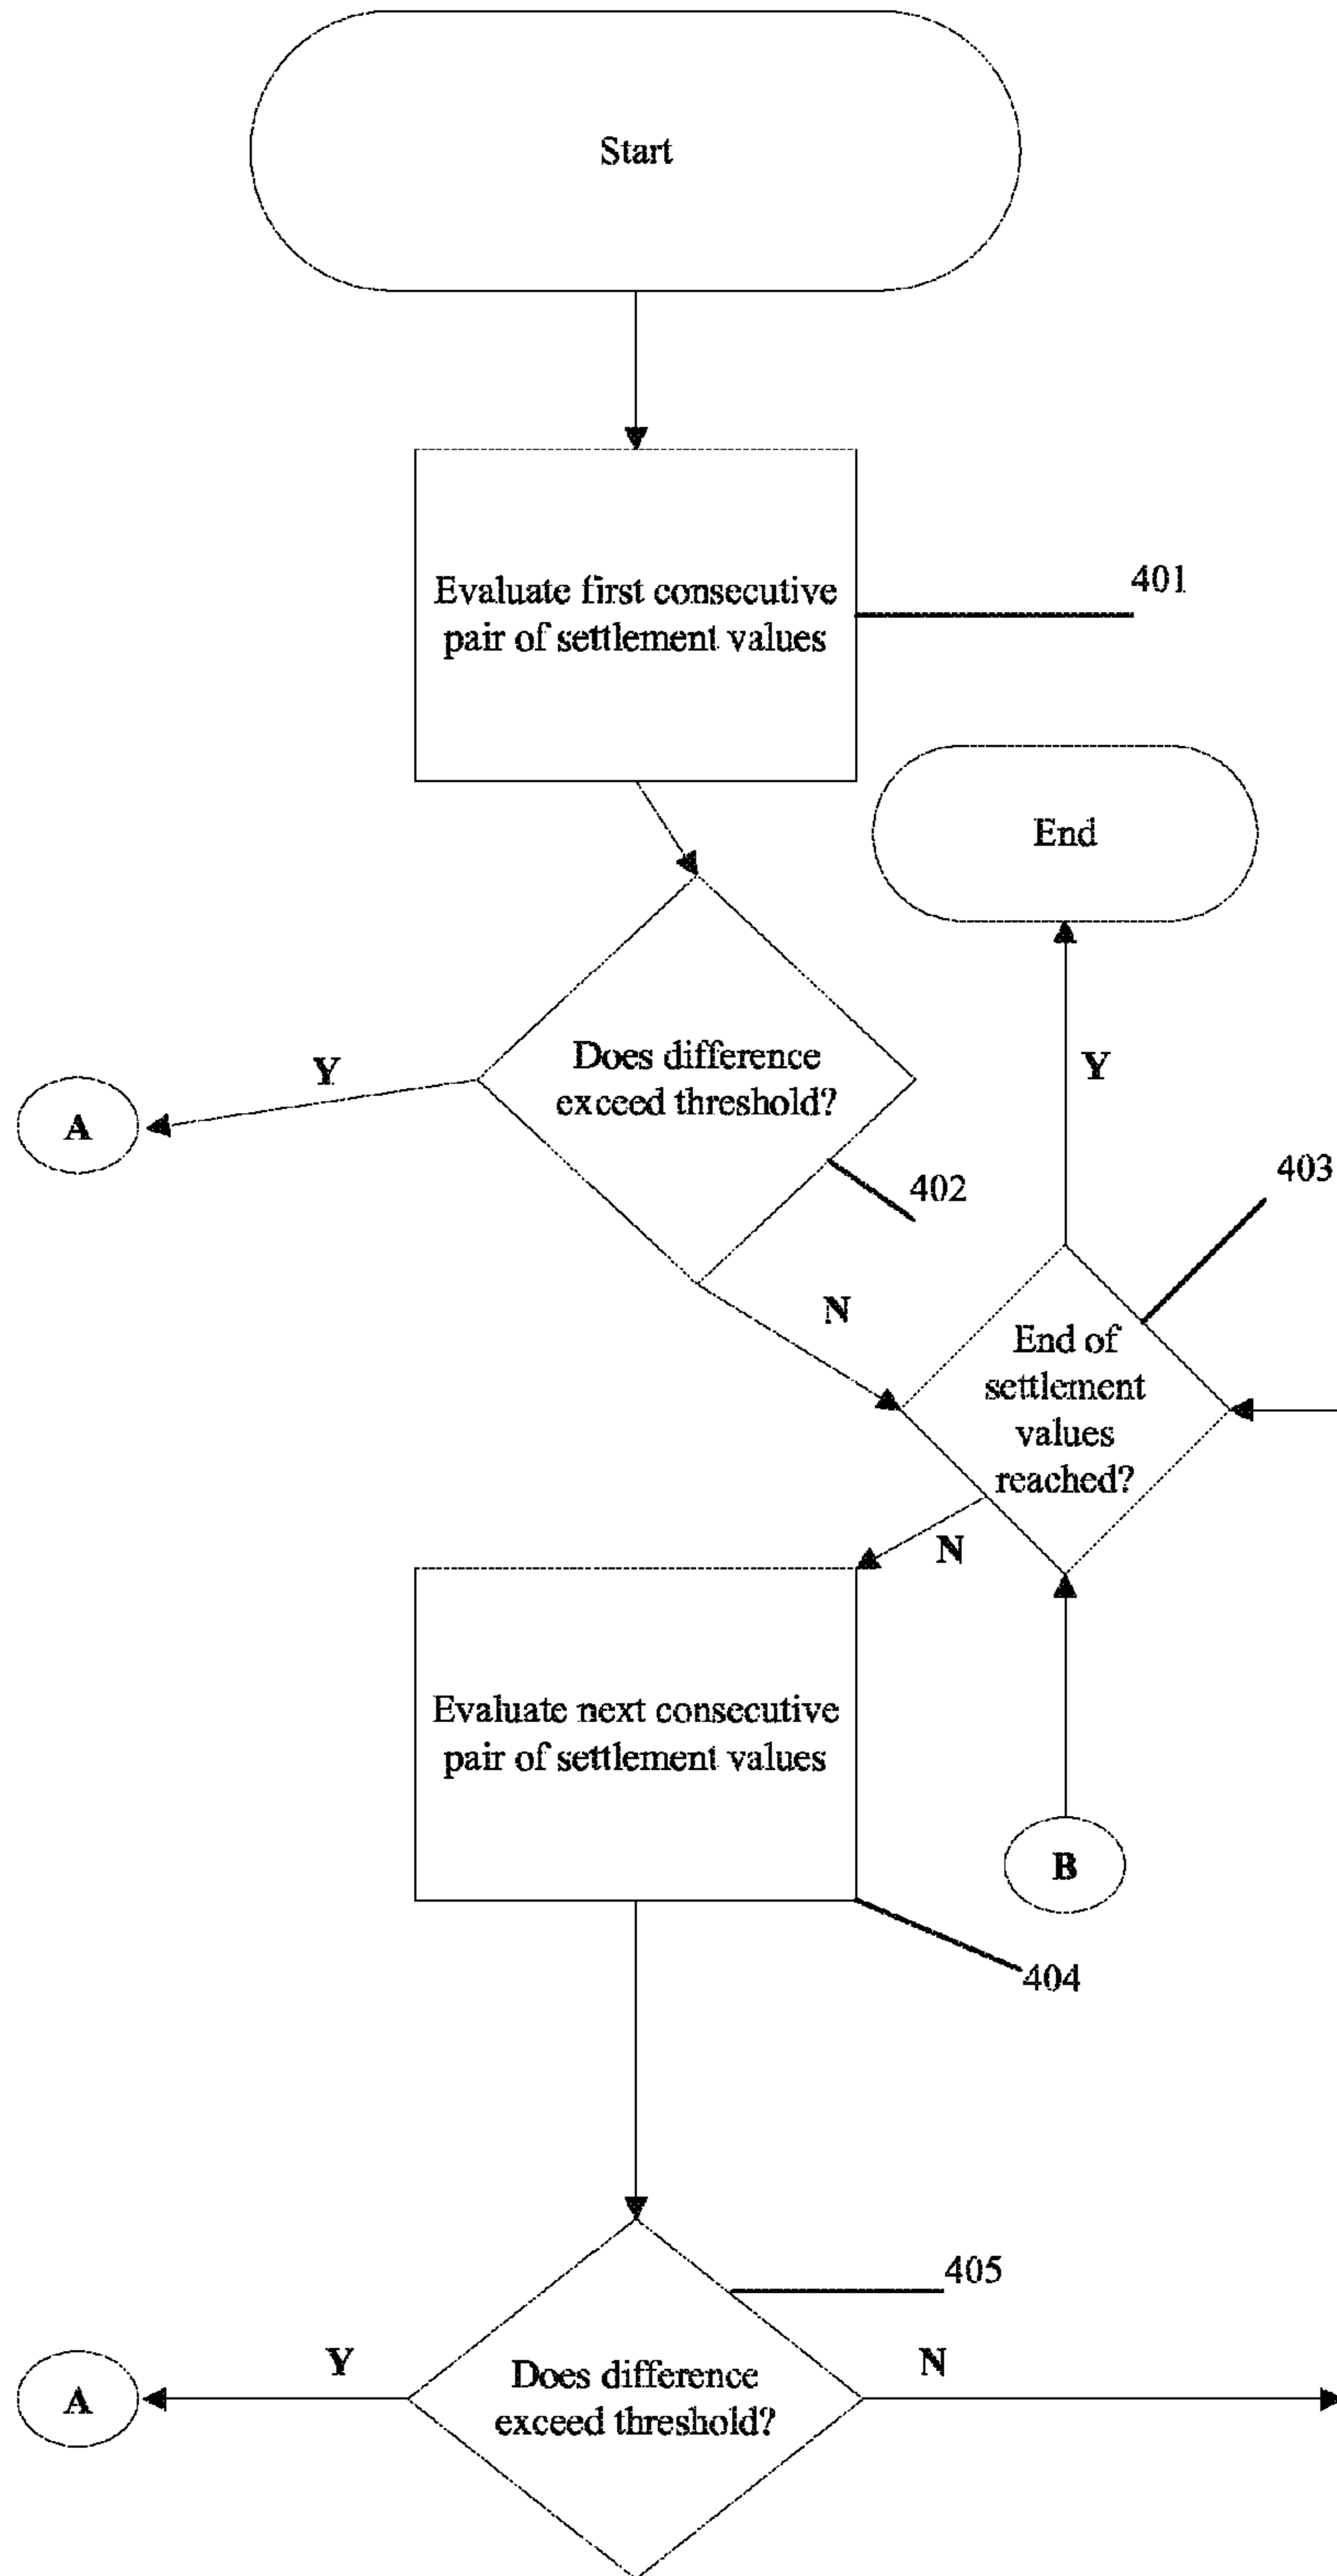 Start
Evaluate first consecutive
pair of settlement values
401
End
Does difference
exceed threshold?
Y
A
402
N
Y
403
End of
settlement
values
reached?
N
Evaluate next consecutive
pair of settlement values
B
404
405
Does difference
exceed threshold?
Y
A
N